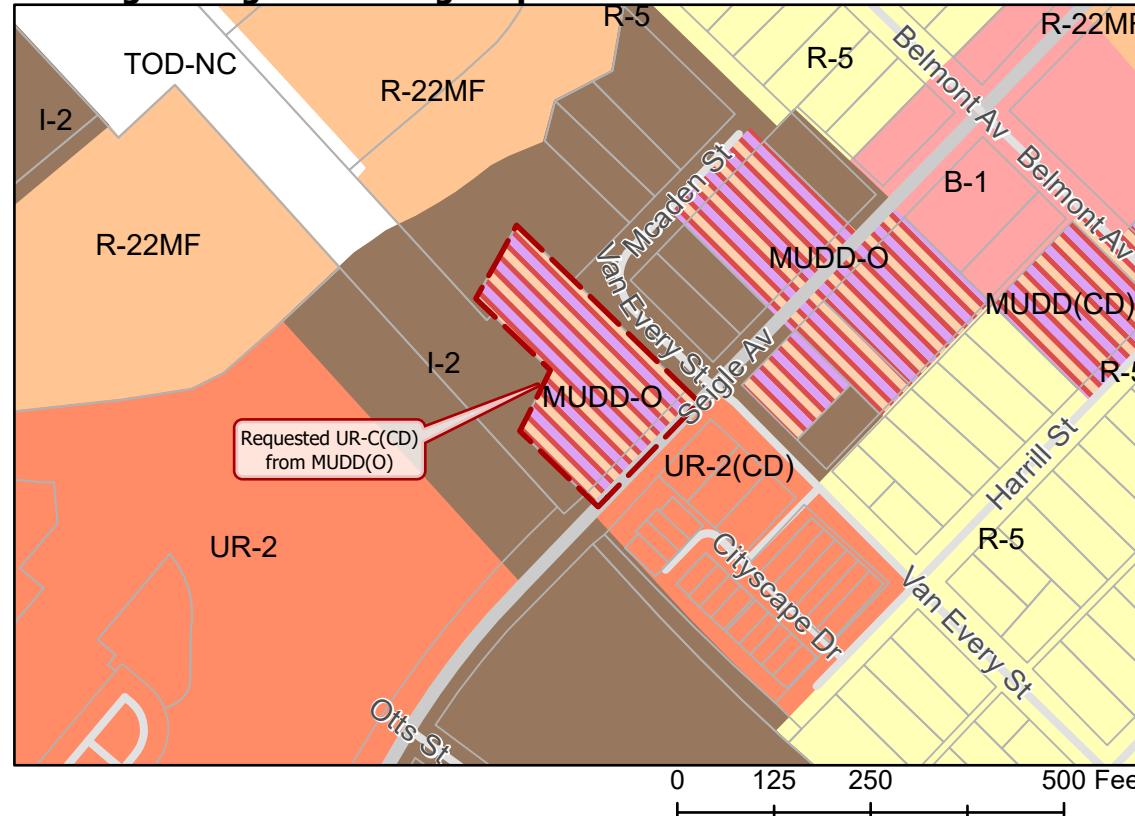 R-5
R-22MF
TOD-NC
Belmont Av
R-5
R-22MF
I-2
Belmont Av
Mcaden St
B-1
R-22MF
Van Every St
MUDD-O
MUDD(CD)
I-2
Seigle Av
R-5
MUDD-O
Requested UR-C(CD)
from MUDD(O)
UR-2(CD)
Harrill St
UR-2
R-5
Cityscape Dr
Van Every St
Otts St
0 125 250 500 Fee